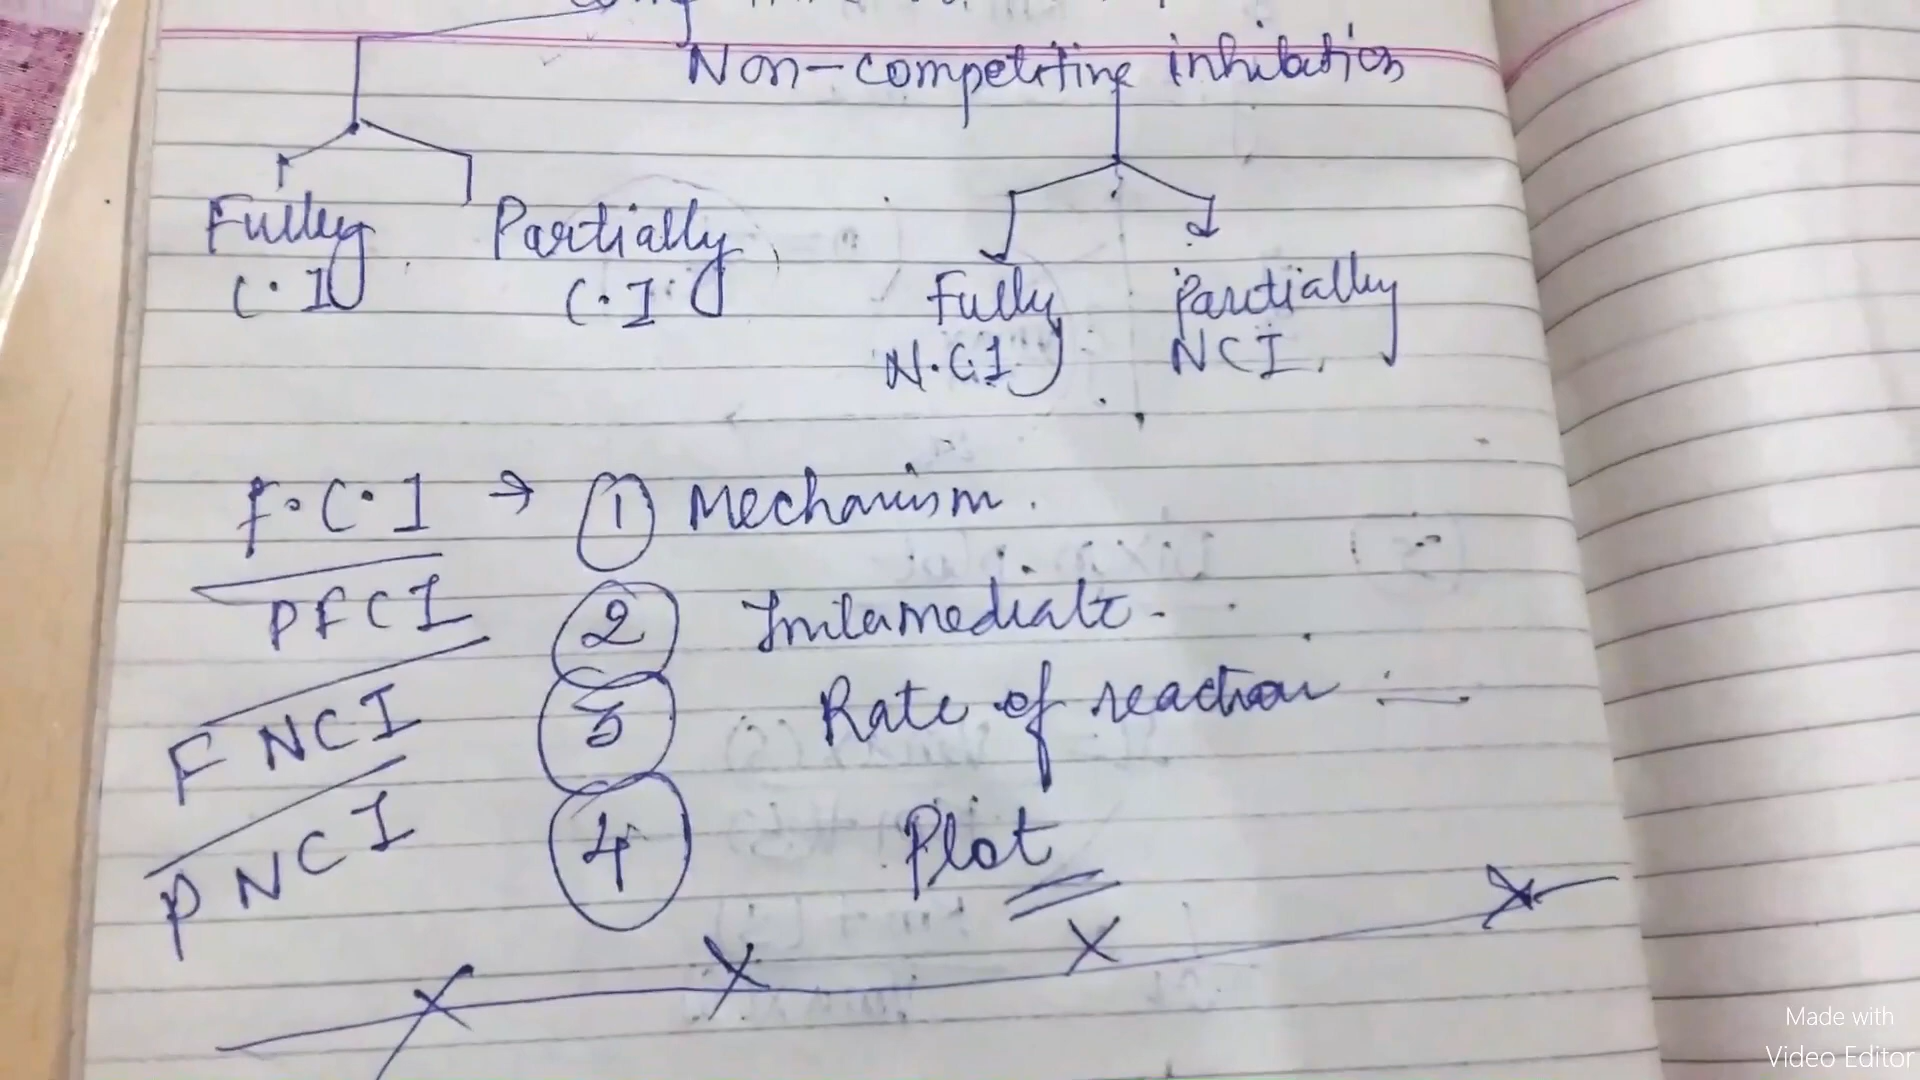 Non-competitive inhibition
Fully
C.I
Partially
C.I
Fully
N.C.I
Partially
NCI
F.C.I → ① Mechanism.
PFCI ② Intermediate -
FNCI ③ Rate of reaction
PNCI ④ Plot
Made with
Video Editor